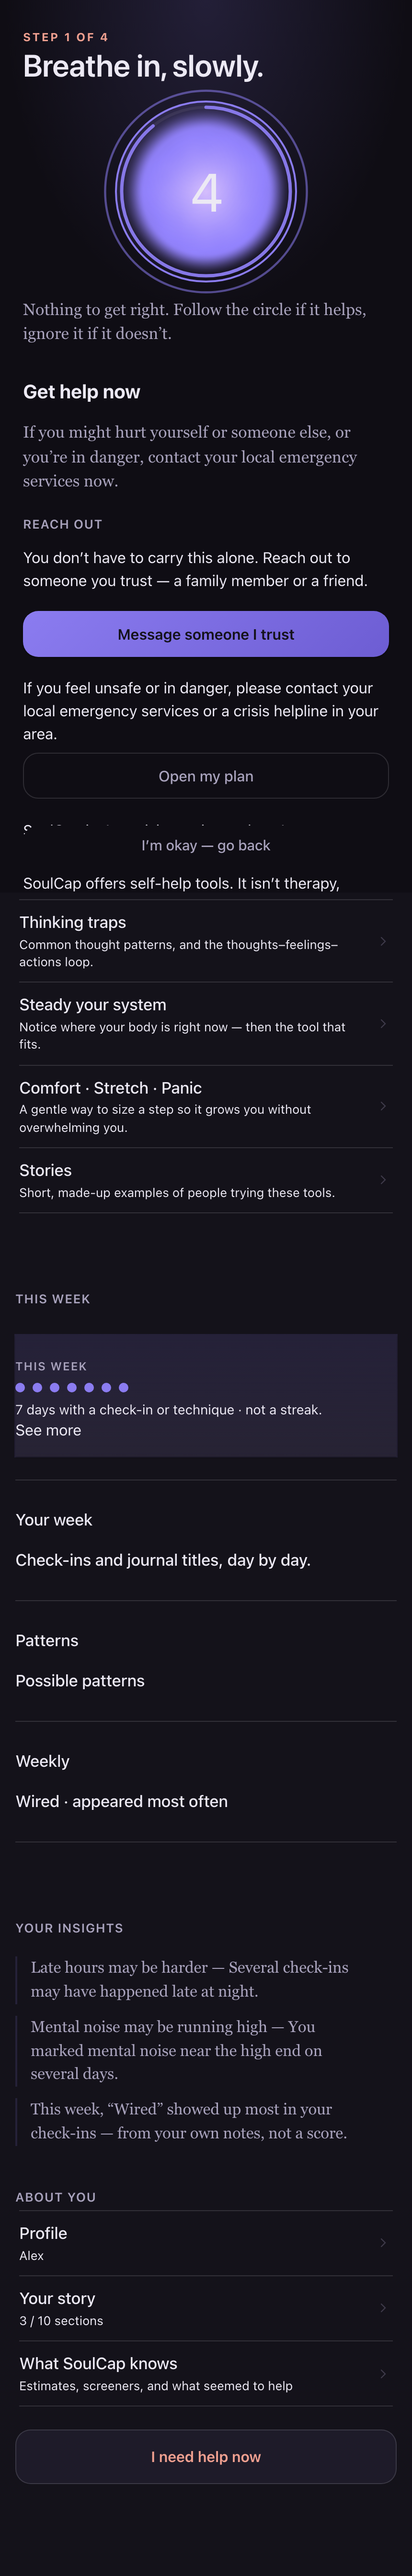 STEP 1 OF 4
Breathe in, slowly.
4
Nothing to get right. Follow the circle if it helps,
ignore it if it doesn’t.
Get help now
If you might hurt yourself or someone else, or
you’re in danger, contact your local emergency
services now.
REACH OUT
You don’t have to carry this alone. Reach out to
someone you trust — a family member or a friend.
Message someone I trust
If you feel unsafe or in danger, please contact your
local emergency services or a crisis helpline in your
area.
Open my plan
I’m okay — go back
SoulCap offers self-help tools. It isn’t therapy,
Thinking traps
Common thought patterns, and the thoughts–feelings–
actions loop.
Steady your system
Notice where your body is right now — then the tool that
fits.
Comfort · Stretch · Panic
A gentle way to size a step so it grows you without
overwhelming you.
Stories
Short, made-up examples of people trying these tools.
THIS WEEK
THIS WEEK
7 days with a check-in or technique · not a streak.
See more
Your week
Check-ins and journal titles, day by day.
Patterns
Possible patterns
Weekly
Wired · appeared most often
YOUR INSIGHTS
Late hours may be harder — Several check-ins
may have happened late at night.
Mental noise may be running high — You
marked mental noise near the high end on
several days.
This week, “Wired” showed up most in your
check-ins — from your own notes, not a score.
ABOUT YOU
Profile
Alex
Your story
3 / 10 sections
What SoulCap knows
Estimates, screeners, and what seemed to help
I need help now